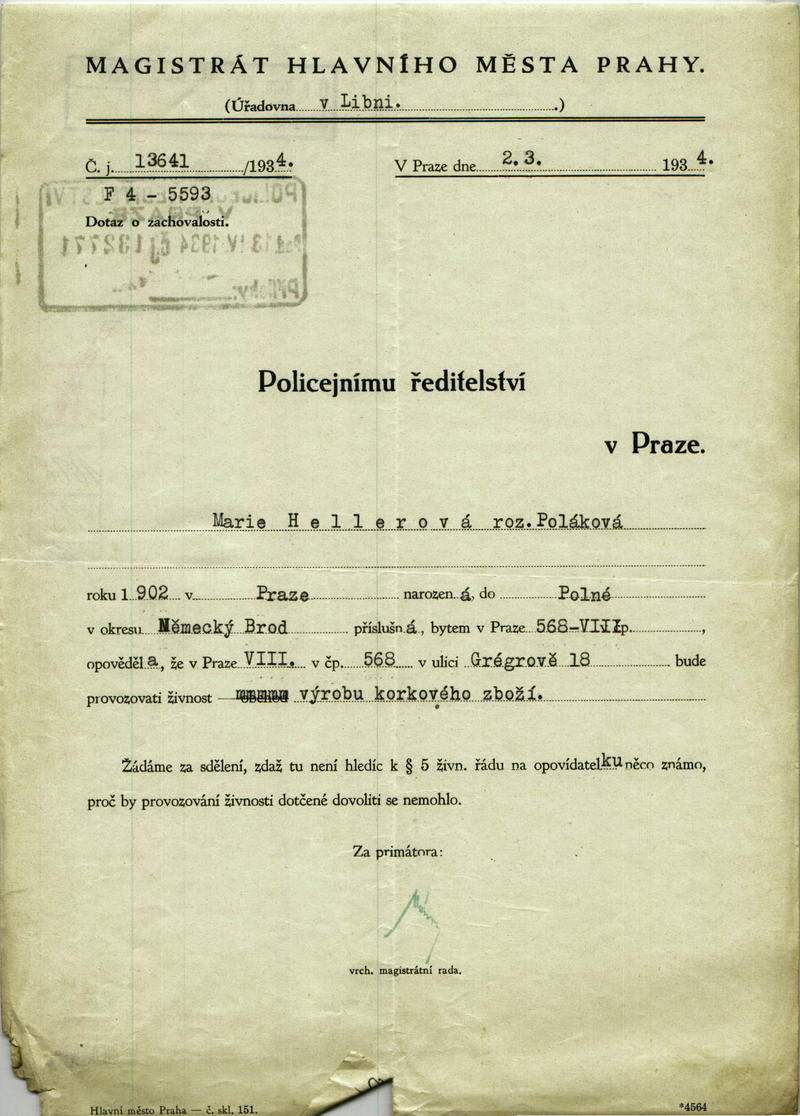 MAGISTRÁT HLAVNÍHO MĚSTA PRAHY.
(Úřadovna v Libni. .)
Č. j. 13641 /1934.
V Praze dne 2. 3. 1934.
F 4 - 5593
Dotaz o zachovalosti.
Policejnímu ředitelství
v Praze.
Marie Hellerová roz. Poláková
roku 1902 v Praze narozená, do Polné
v okresu Německý Brod příslušná, bytem v Praze 568-VIII p. ,
opověděla, že v Praze VIII. v čp. 568 v ulici Grégrově 18 bude
provozovati živnost výrobu korkového zboží.
Žádáme za sdělení, zdaž tu není hledíc k § 5 živn. řádu na opovídatelku něco známo,
proč by provozování živnosti dotčené dovoliti se nemohlo.
Za primátora:
vrch. magistrátní rada.
Hlavní město Praha — č. skl. 151.
*4564